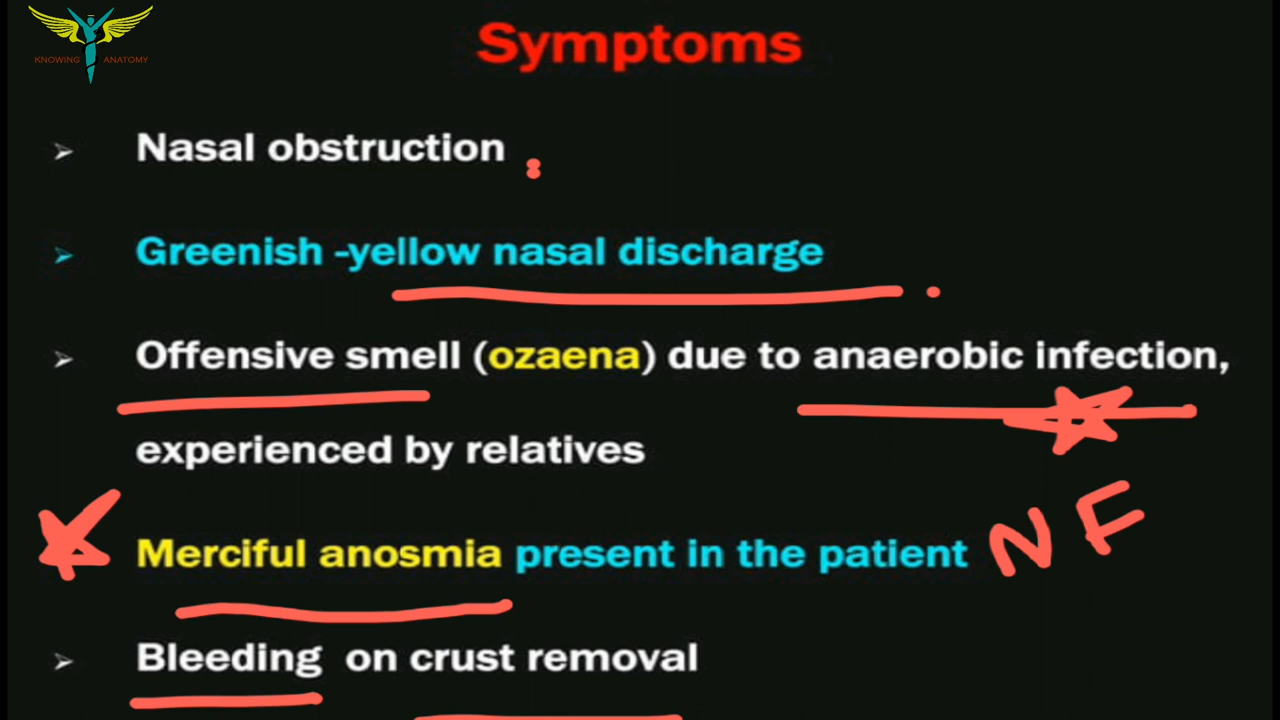 KNOWING ANATOMY
Symptoms
➢ Nasal obstruction
➢ Greenish -yellow nasal discharge
➢ Offensive smell (ozaena) due to anaerobic infection,
experienced by relatives
Merciful anosmia present in the patient NF
➢ Bleeding on crust removal